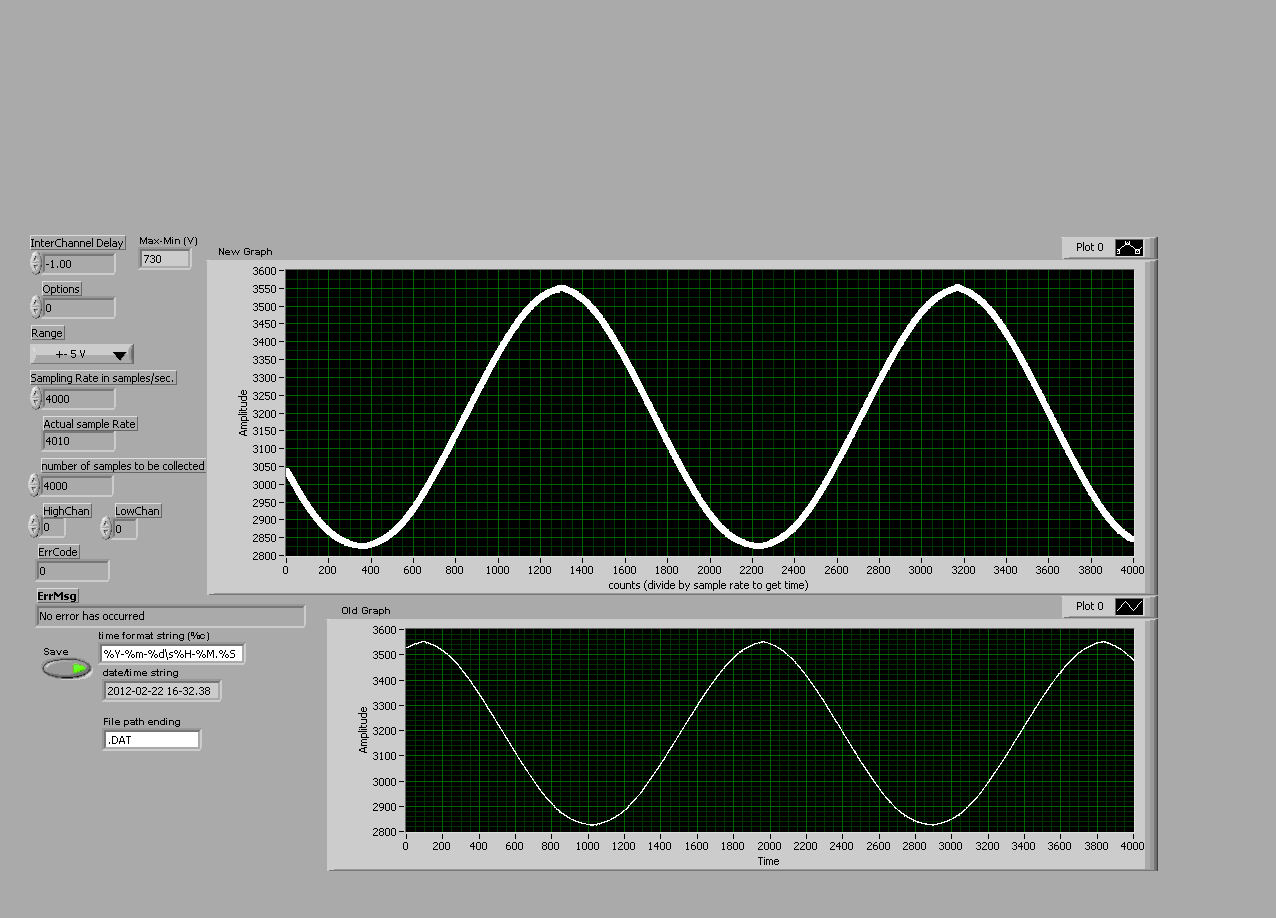 InterChannel Delay
-1.00
Max-Min (V)
730
Options
0
Range
+- 5 V
Sampling Rate in samples/sec.
4000
Actual sample Rate
4010
number of samples to be collected
4000
HighChan
0
LowChan
0
ErrCode
0
ErrMsg
No error has occurred
time format string (%c)
%Y-%m-%d\s%H-%M.%S
Save
date/time string
2012-02-22 16-32.38
File path ending
.DAT
New Graph
Plot 0
Amplitude
3600
3550
3500
3450
3400
3350
3300
3250
3200
3150
3100
3050
3000
2950
2900
2850
2800
0 200 400 600 800 1000 1200 1400 1600 1800 2000 2200 2400 2600 2800 3000 3200 3400 3600 3800 4000
counts (divide by sample rate to get time)
Old Graph
Plot 0
Amplitude
3600
3500
3400
3300
3200
3100
3000
2900
2800
0 200 400 600 800 1000 1200 1400 1600 1800 2000 2200 2400 2600 2800 3000 3200 3400 3600 3800 4000
Time